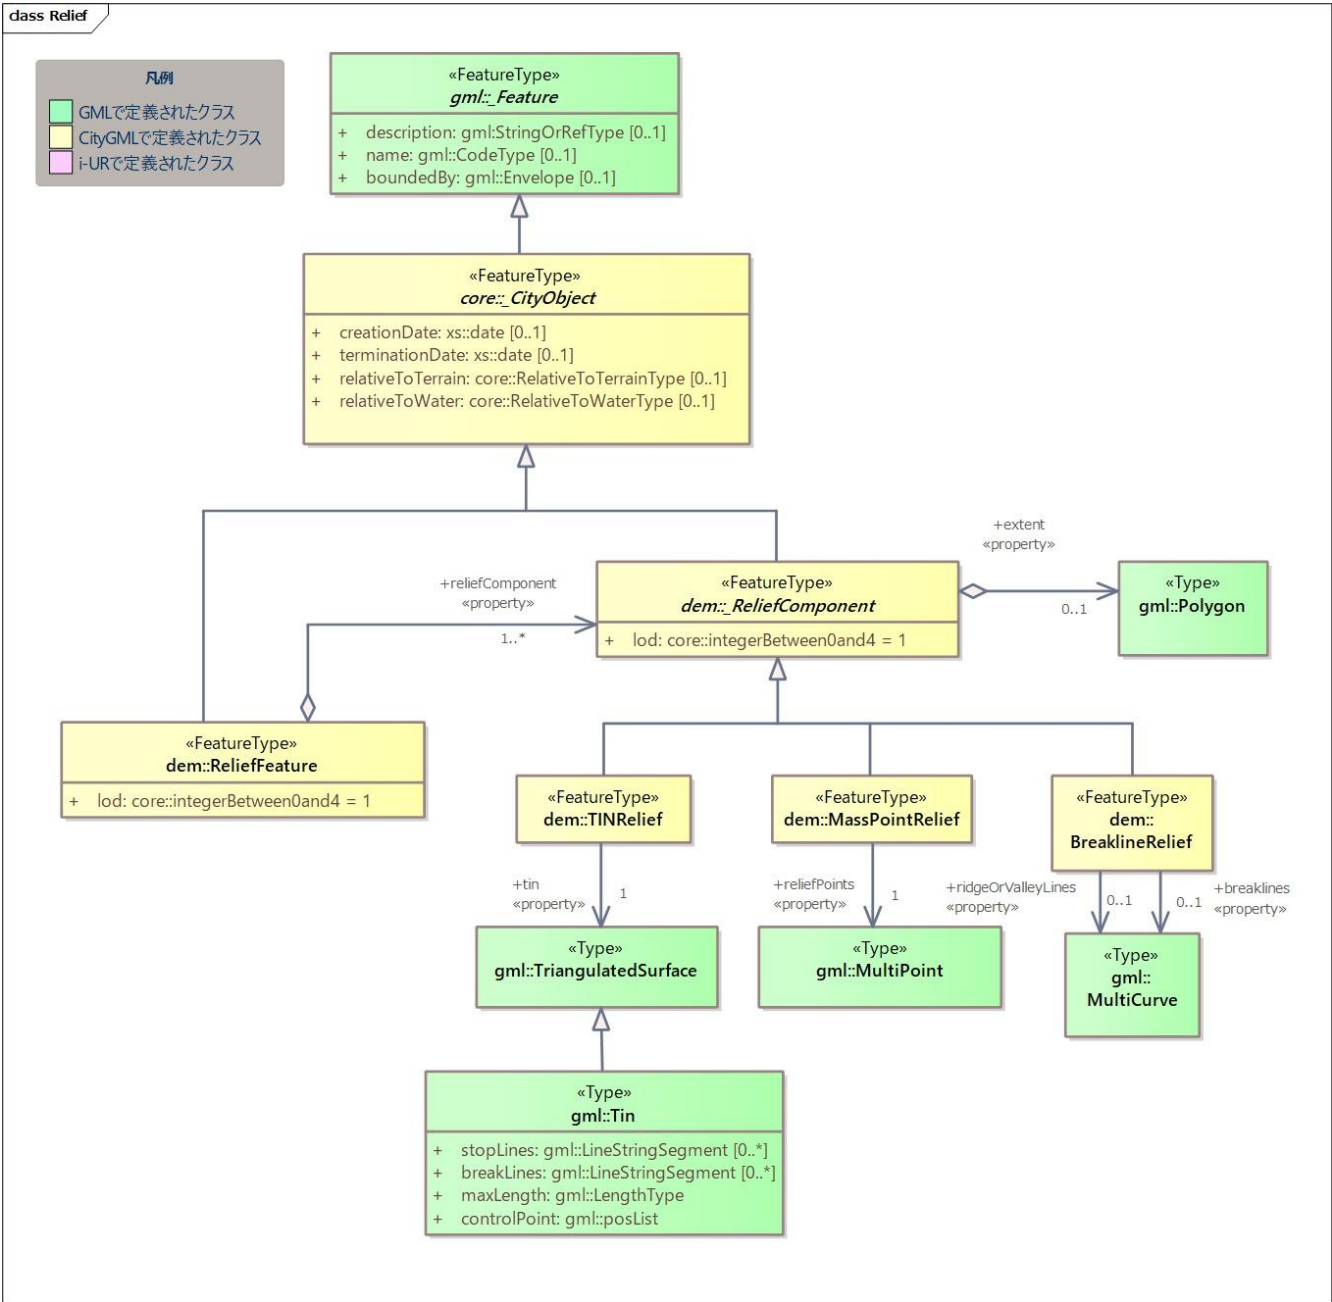 class Relief
凡例
GMLで定義されたクラス
CityGMLで定義されたクラス
i-URで定義されたクラス
«FeatureType»
gml::_Feature
+ description: gml:StringOrRefType [0..1]
+ name: gml::CodeType [0..1]
+ boundedBy: gml::Envelope [0..1]
«FeatureType»
core::_CityObject
+ creationDate: xs::date [0..1]
+ terminationDate: xs::date [0..1]
+ relativeToTerrain: core::RelativeToTerrainType [0..1]
+ relativeToWater: core::RelativeToWaterType [0..1]
+extent
«property»
0..1
«Type»
gml::Polygon
+reliefComponent
«property»
1..*
«FeatureType»
dem::_ReliefComponent
+ lod: core::integerBetween0and4 = 1
«FeatureType»
dem::ReliefFeature
+ lod: core::integerBetween0and4 = 1
«FeatureType»
dem::TINRelief
«FeatureType»
dem::MassPointRelief
«FeatureType»
dem::
BreaklineRelief
+tin
«property»
1
+reliefPoints
«property»
1
+ridgeOrValleyLines
«property»
0..1
0..1
+breaklines
«property»
«Type»
gml::TriangulatedSurface
«Type»
gml::MultiPoint
«Type»
gml::
MultiCurve
«Type»
gml::Tin
+ stopLines: gml::LineStringSegment [0..*]
+ breakLines: gml::LineStringSegment [0..*]
+ maxLength: gml::LengthType
+ controlPoint: gml::posList